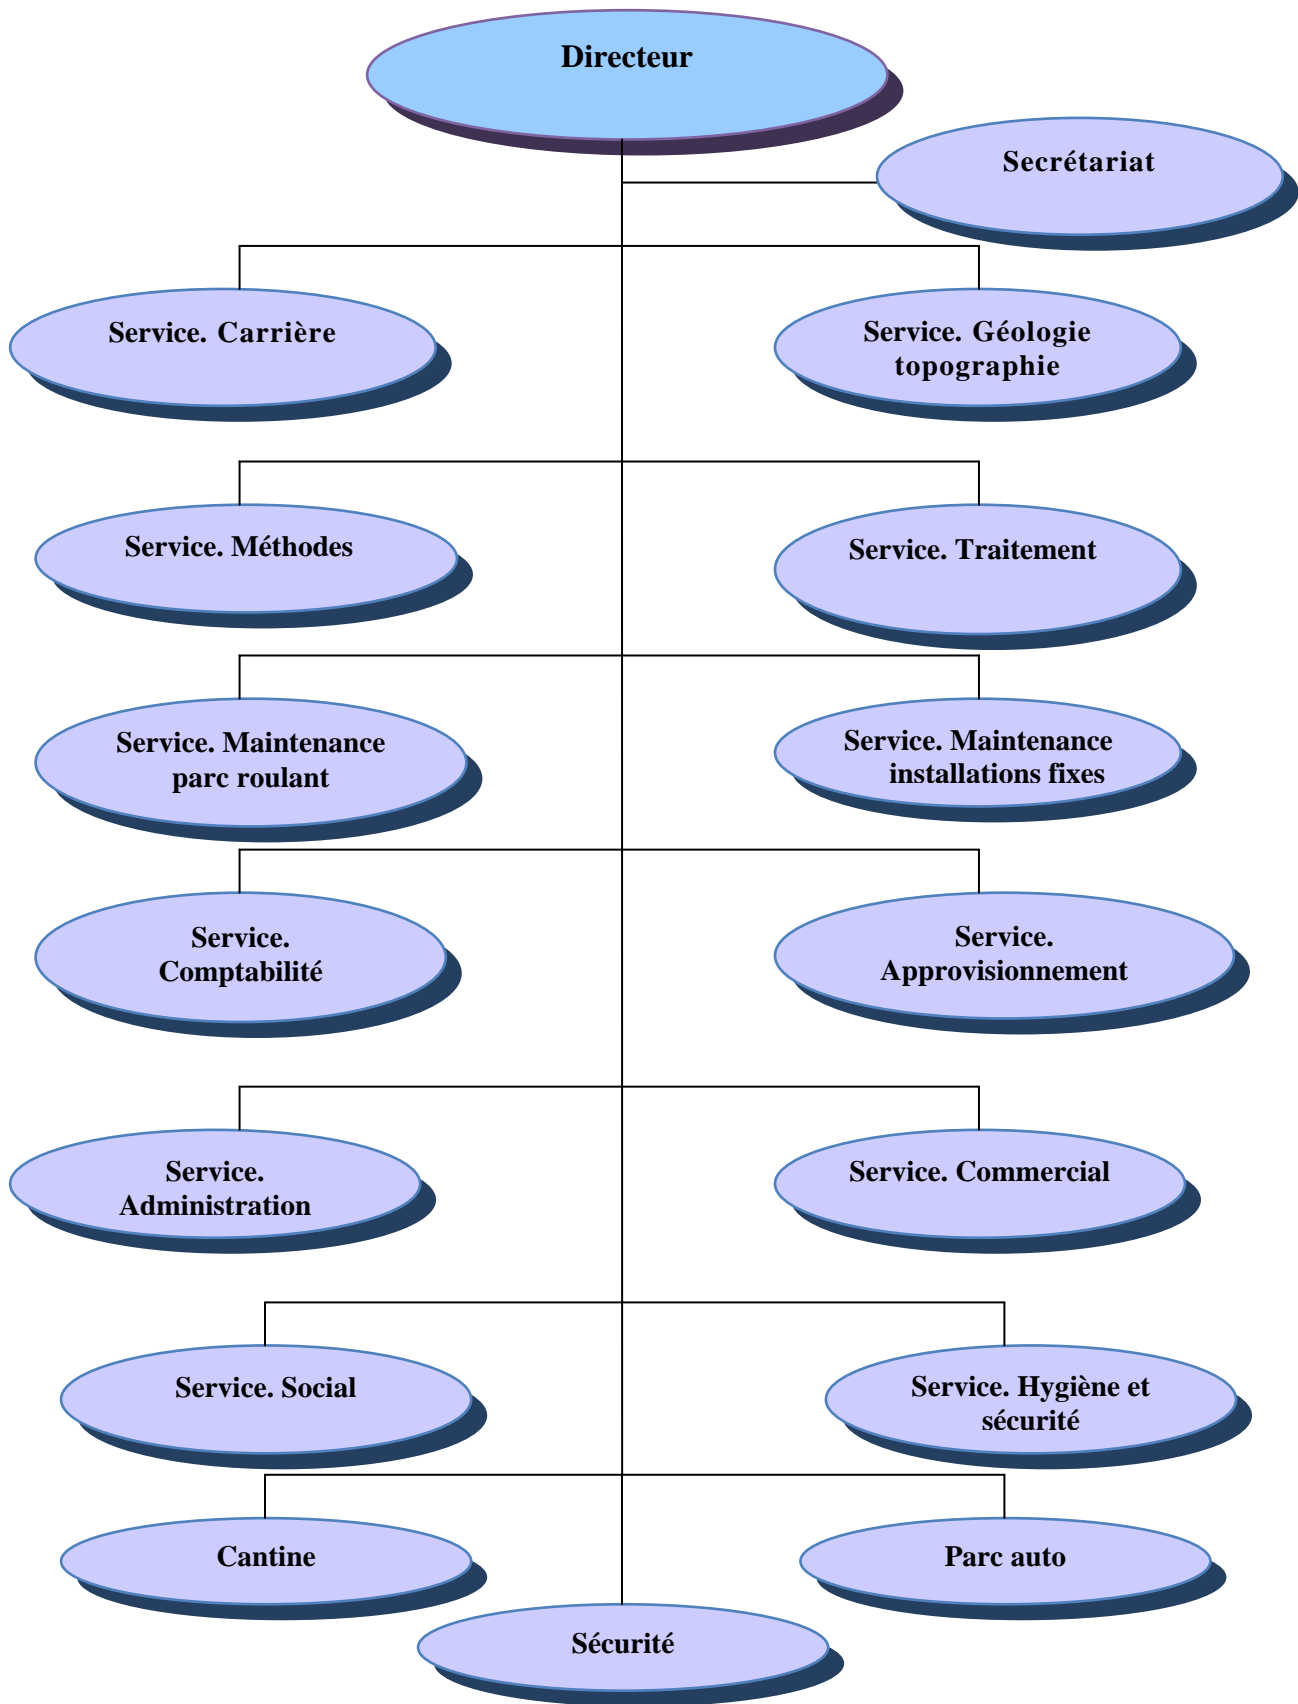 Directeur
Secrétariat
Service. Carrière
Service. Géologie
topographie
Service. Méthodes
Service. Traitement
Service. Maintenance
parc roulant
Service. Maintenance
installations fixes
Service.
Comptabilité
Service.
Approvisionnement
Service.
Administration
Service. Commercial
Service. Social
Service. Hygiène et
sécurité
Cantine
Parc auto
Sécurité